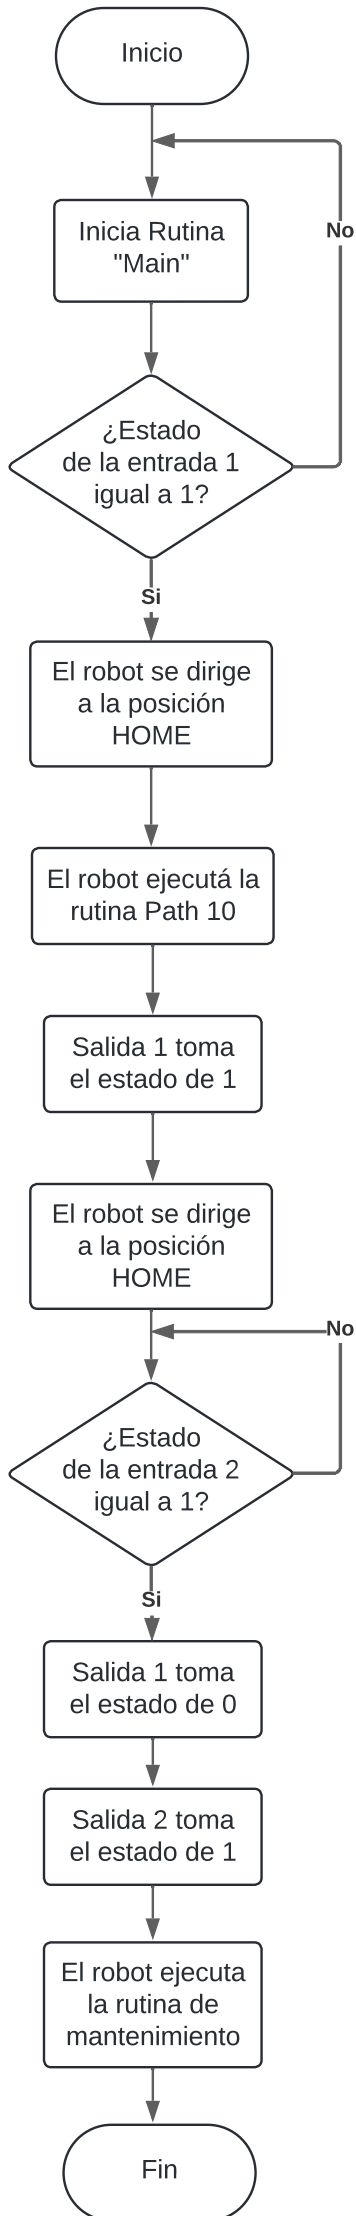 Inicio
No
Inicia Rutina
"Main"
¿Estado
de la entrada 1
igual a 1?
Si
El robot se dirige
a la posición
HOME
El robot ejecutá la
rutina Path 10
Salida 1 toma
el estado de 1
El robot se dirige
a la posición
HOME
No
¿Estado
de la entrada 2
igual a 1?
Si
Salida 1 toma
el estado de 0
Salida 2 toma
el estado de 1
El robot ejecuta
la rutina de
mantenimiento
Fin